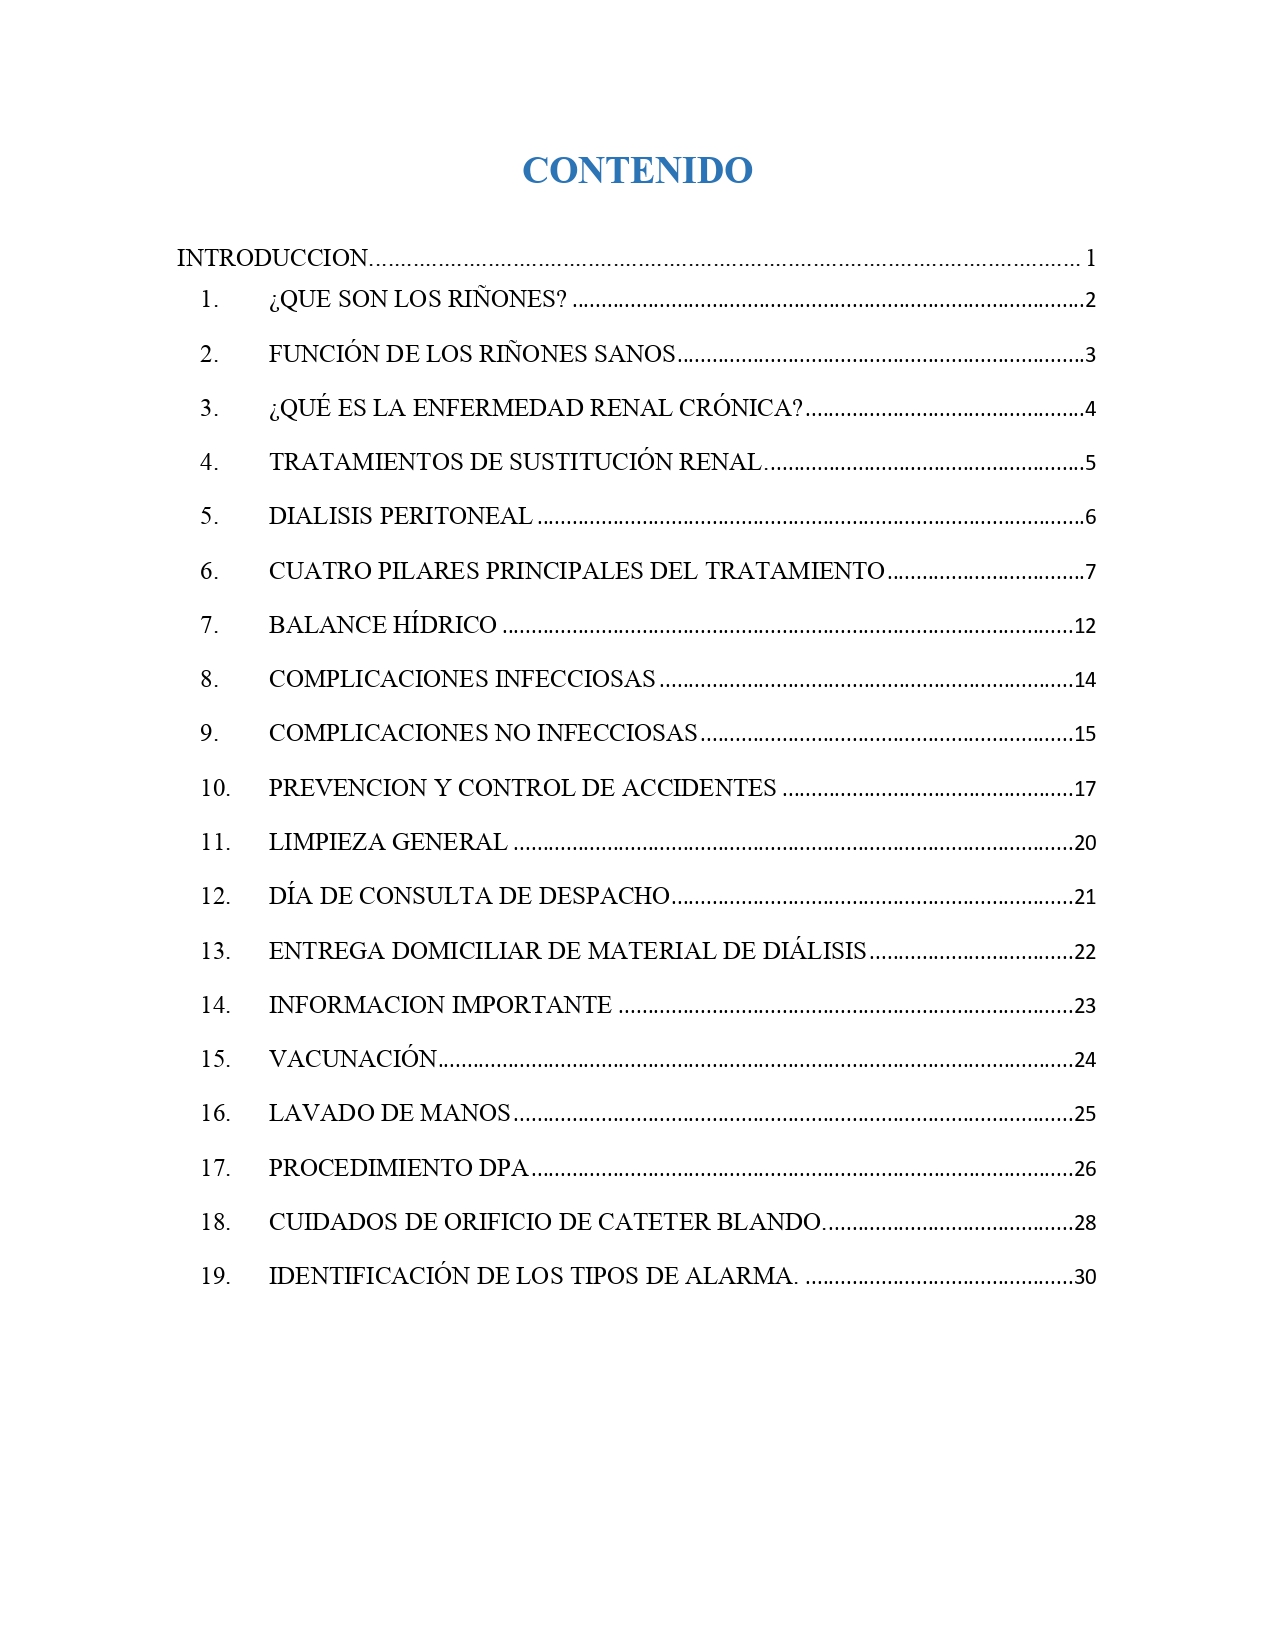 CONTENIDO
INTRODUCCION.................................................................................................................. 1
1. ¿QUE SON LOS RIÑONES? ........................................................................................2
2. FUNCIÓN DE LOS RIÑONES SANOS......................................................................3
3. ¿QUÉ ES LA ENFERMEDAD RENAL CRÓNICA?................................................4
4. TRATAMIENTOS DE SUSTITUCIÓN RENAL.......................................................5
5. DIALISIS PERITONEAL ..............................................................................................6
6. CUATRO PILARES PRINCIPALES DEL TRATAMIENTO..................................7
7. BALANCE HÍDRICO ..................................................................................................12
8. COMPLICACIONES INFECCIOSAS .......................................................................14
9. COMPLICACIONES NO INFECCIOSAS................................................................15
10. PREVENCION Y CONTROL DE ACCIDENTES ..................................................17
11. LIMPIEZA GENERAL ................................................................................................20
12. DÍA DE CONSULTA DE DESPACHO.....................................................................21
13. ENTREGA DOMICILIAR DE MATERIAL DE DIÁLISIS...................................22
14. INFORMACION IMPORTANTE ..............................................................................23
15. VACUNACIÓN.............................................................................................................24
16. LAVADO DE MANOS................................................................................................25
17. PROCEDIMIENTO DPA.............................................................................................26
18. CUIDADOS DE ORIFICIO DE CATETER BLANDO...........................................28
19. IDENTIFICACIÓN DE LOS TIPOS DE ALARMA. ..............................................30